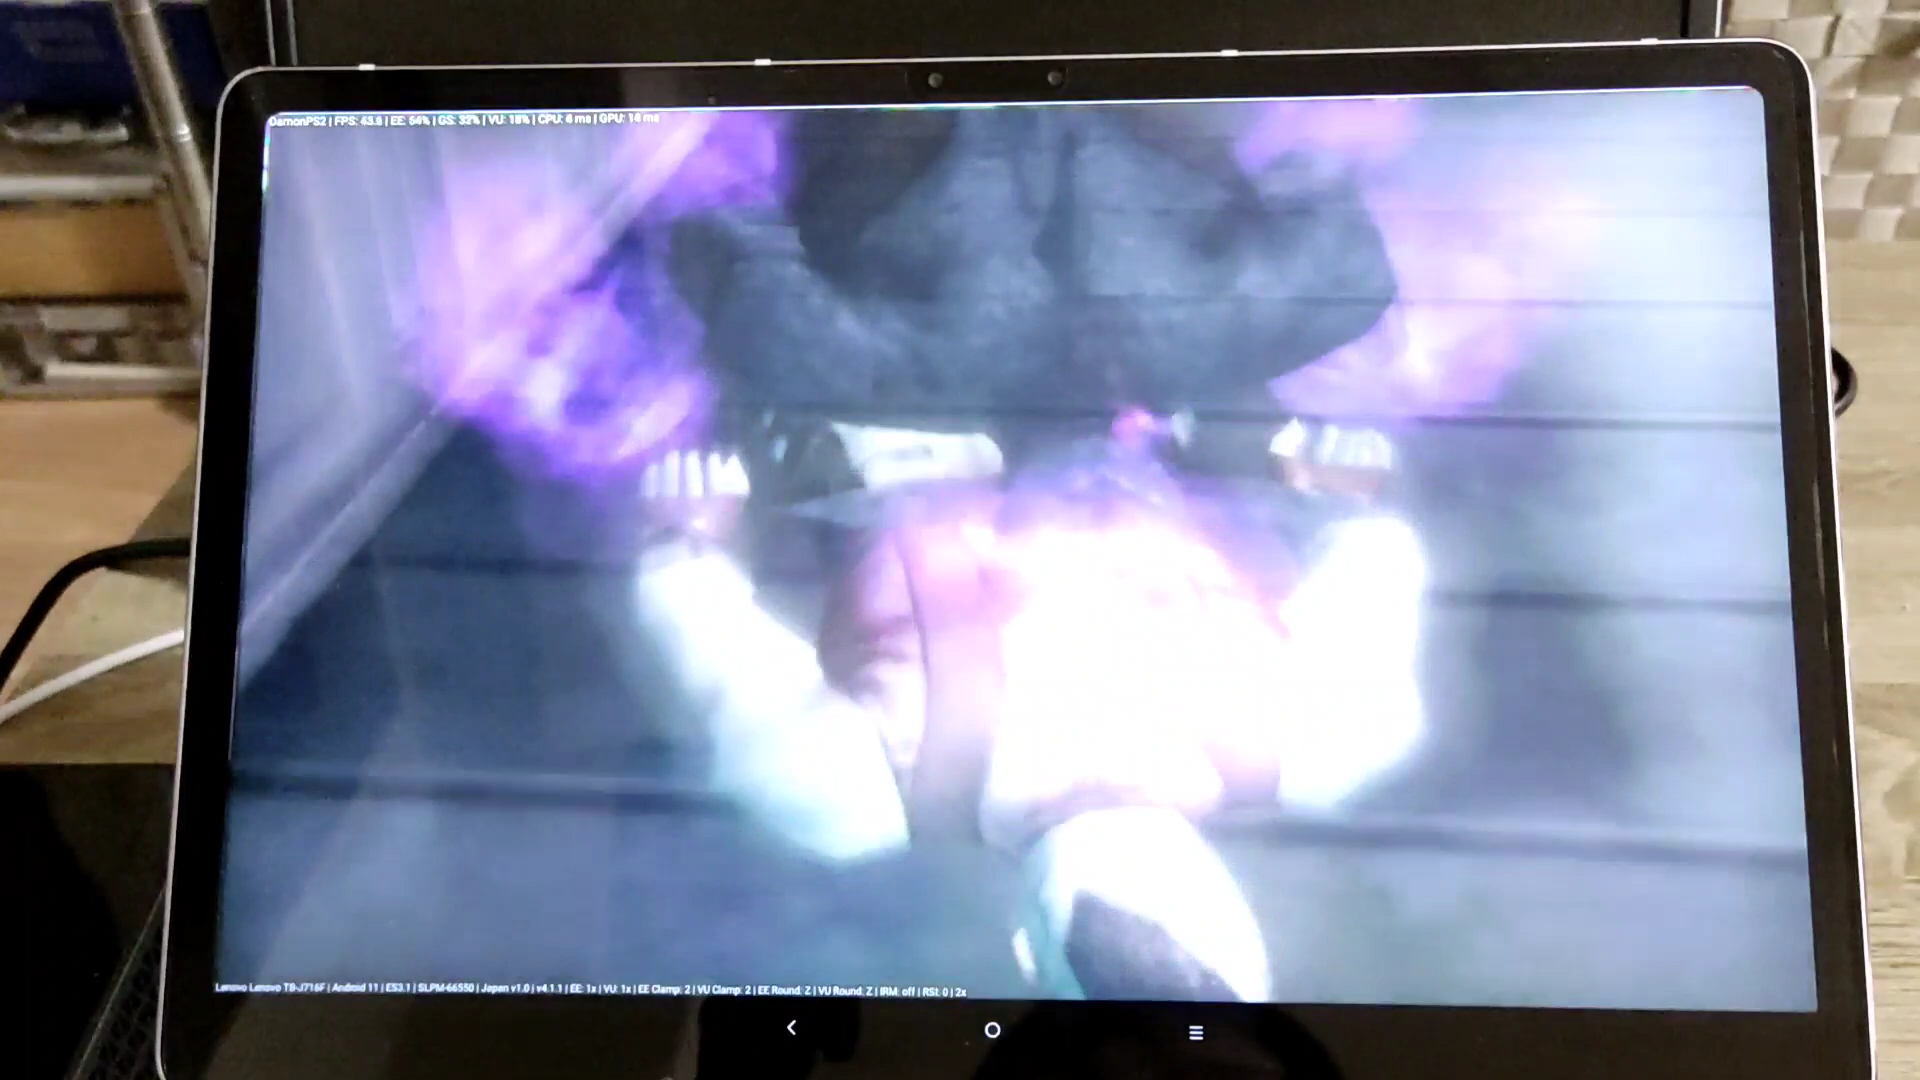 DamonPS2 | FPS: 43.8 | EE: 54% | GS: 32% | VU: 18% | CPU: 6 ms | GPU: 14 ms
Lenovo Lenovo TB-J716F | Android 11 | ES3.1 | SLPM-66550 | Japan v1.0 | v4.1.1 | EE: 1x | VU: 1x | EE Clamp: 2 | VU Clamp: 2 | EE Round: Z | VU Round: Z | IRM: off | RSt: 0 | 2x